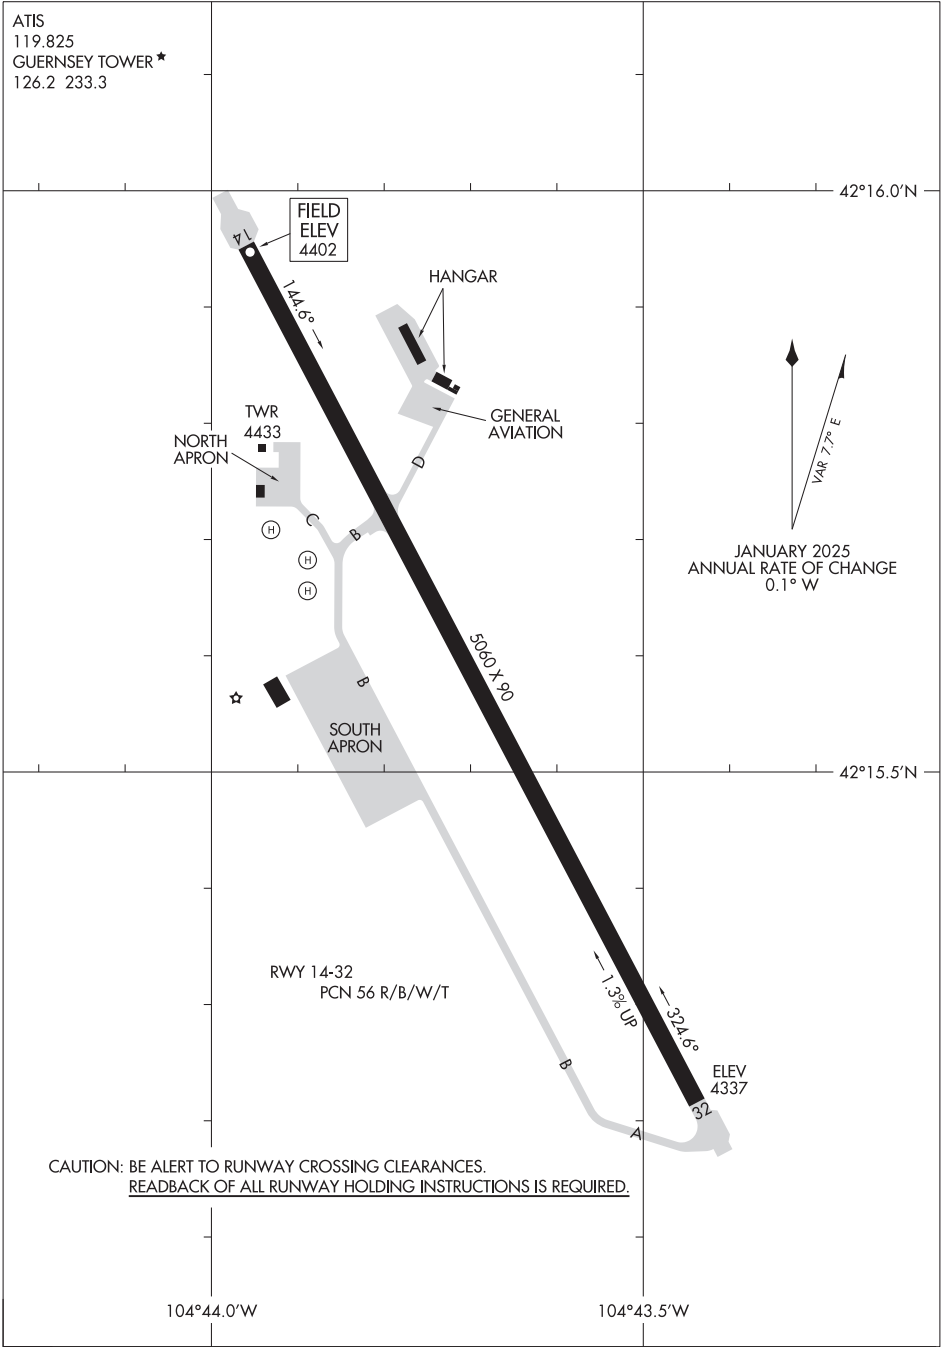 ATIS
119.825
GUERNSEY TOWER ★
126.2 233.3
42°16.0'N
FIELD
ELEV
4402
14
144.6°
HANGAR
TWR
4433
NORTH
APRON
GENERAL
AVIATION
D
C
B
H
H
H
VAR 7.7° E
JANUARY 2025
ANNUAL RATE OF CHANGE
0.1° W
5060 X 90
B
SOUTH
APRON
42°15.5'N
RWY 14-32
PCN 56 R/B/W/T
1.3% UP
324.6°
B
ELEV
4337
32
A
CAUTION: BE ALERT TO RUNWAY CROSSING CLEARANCES.
READBACK OF ALL RUNWAY HOLDING INSTRUCTIONS IS REQUIRED.
104°44.0'W
104°43.5'W